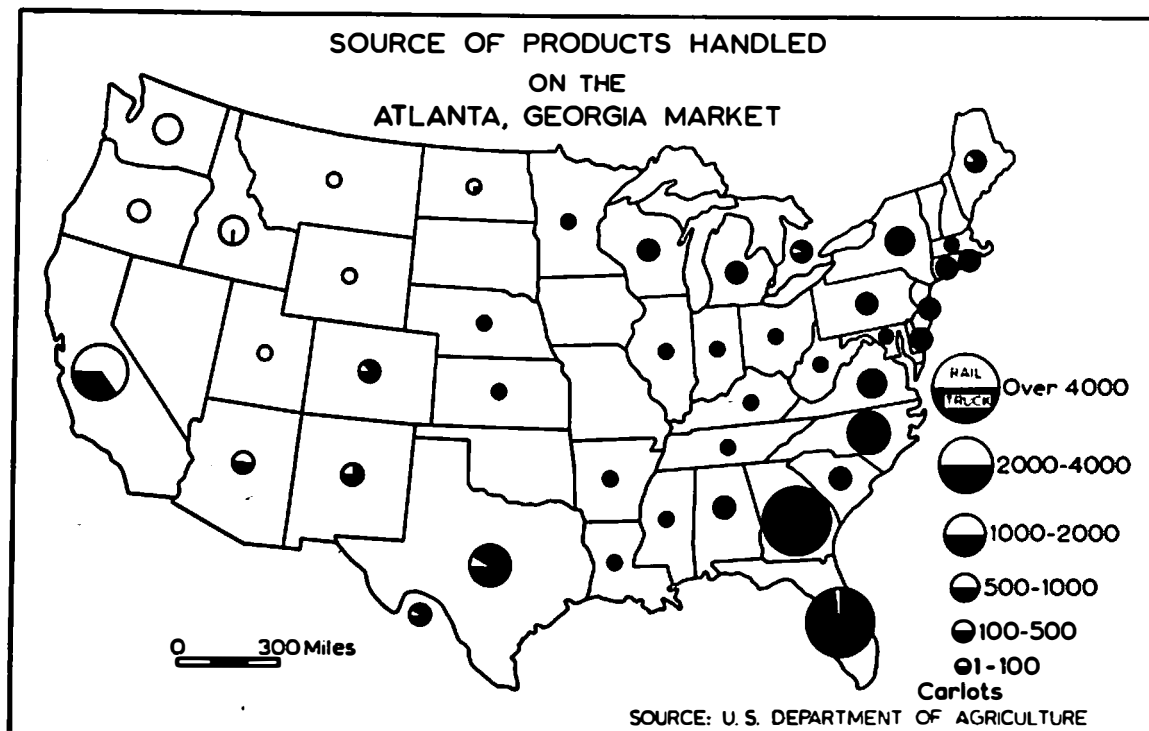 SOURCE OF PRODUCTS HANDLED
ON THE
ATLANTA, GEORGIA MARKET
RAIL
TRUCK
Over 4000
2000-4000
1000-2000
500-1000
100-500
1-100
Carlots
0 300 Miles
SOURCE: U. S. DEPARTMENT OF AGRICULTURE